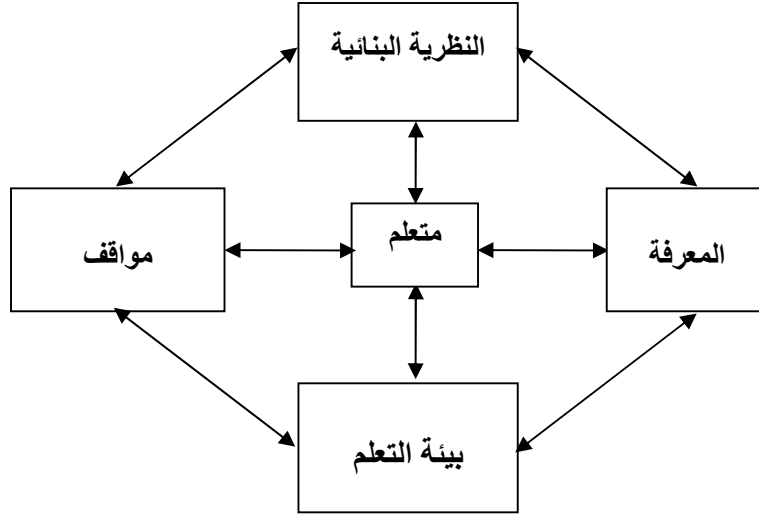 النظرية البنائية
متعلم
المعرفة
مواقف
بيئة التعلم